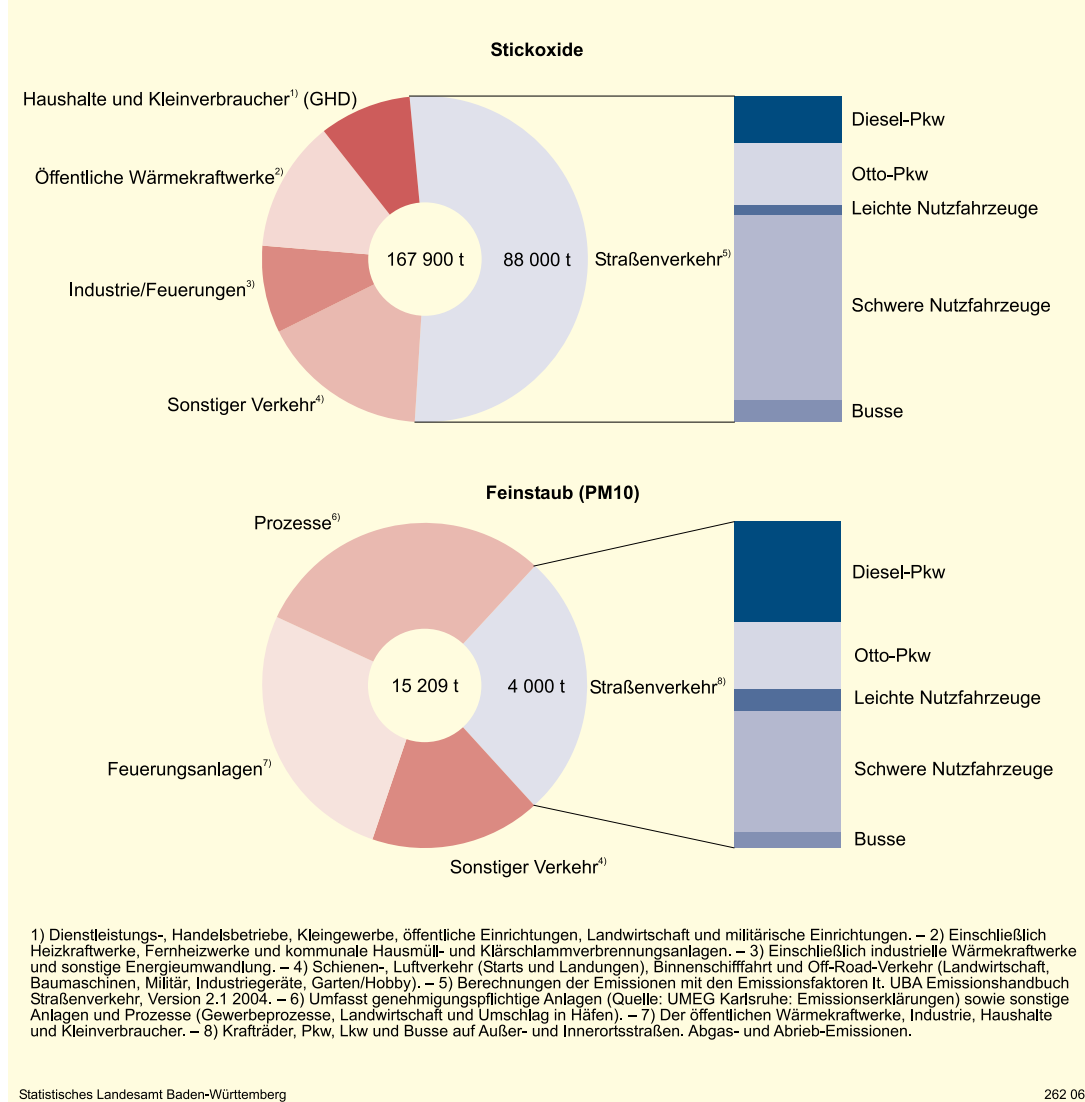 Stickoxide
Haushalte und Kleinverbraucher1) (GHD)
Öffentliche Wärmekraftwerke2)
Industrie/Feuerungen3)
Sonstiger Verkehr4)
167 900 t
88 000 t
Straßenverkehr5)
Diesel-Pkw
Otto-Pkw
Leichte Nutzfahrzeuge
Schwere Nutzfahrzeuge
Busse
Feinstaub (PM10)
Prozesse6)
Feuerungsanlagen7)
Sonstiger Verkehr4)
15 209 t
4 000 t
Straßenverkehr8)
Diesel-Pkw
Otto-Pkw
Leichte Nutzfahrzeuge
Schwere Nutzfahrzeuge
Busse
1) Dienstleistungs-, Handelsbetriebe, Kleingewerbe, öffentliche Einrichtungen, Landwirtschaft und militärische Einrichtungen. – 2) Einschließlich
Heizkraftwerke, Fernheizwerke und kommunale Hausmüll- und Klärschlammverbrennungsanlagen. – 3) Einschließlich industrielle Wärmekraftwerke
und sonstige Energieumwandlung. – 4) Schienen-, Luftverkehr (Starts und Landungen), Binnenschifffahrt und Off-Road-Verkehr (Landwirtschaft,
Baumaschinen, Militär, Industriegeräte, Garten/Hobby). – 5) Berechnungen der Emissionen mit den Emissionsfaktoren lt. UBA Emissionshandbuch
Straßenverkehr, Version 2.1 2004. – 6) Umfasst genehmigungspflichtige Anlagen (Quelle: UMEG Karlsruhe: Emissionserklärungen) sowie sonstige
Anlagen und Prozesse (Gewerbeprozesse, Landwirtschaft und Umschlag in Häfen). – 7) Der öffentlichen Wärmekraftwerke, Industrie, Haushalte
und Kleinverbraucher. – 8) Krafträder, Pkw, Lkw und Busse auf Außer- und Innerortsstraßen. Abgas- und Abrieb-Emissionen.
Statistisches Landesamt Baden-Württemberg
262 06